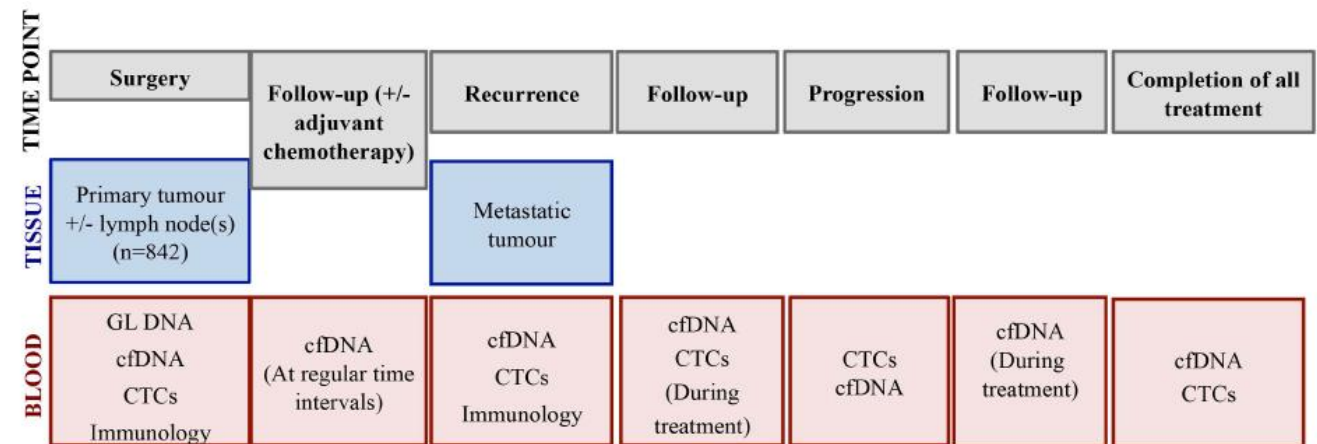 TIME POINT
Surgery
Follow-up (+/-
adjuvant
chemotherapy)
Recurrence
Follow-up
Progression
Follow-up
Completion of all
treatment
TISSUE
Primary tumour
+/- lymph node(s)
(n=842)
Metastatic
tumour
BLOOD
GL DNA
cfDNA
CTCs
Immunology
cfDNA
(At regular time
intervals)
cfDNA
CTCs
Immunology
cfDNA
CTCs
(During
treatment)
CTCs
cfDNA
cfDNA
(During
treatment)
cfDNA
CTCs